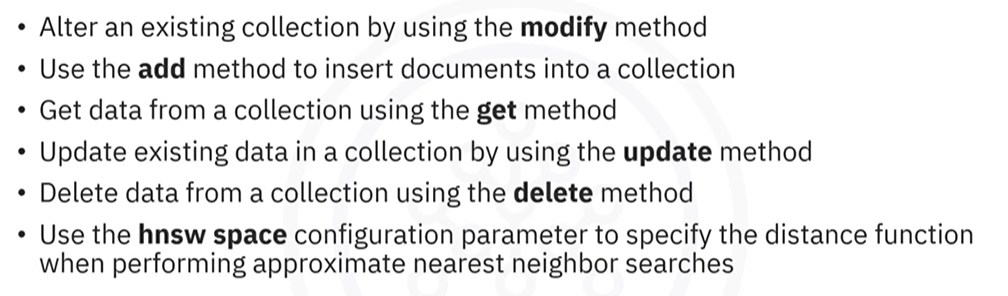 • Alter an existing collection by using the modify method
• Use the add method to insert documents into a collection
• Get data from a collection using the get method
• Update existing data in a collection by using the update method
• Delete data from a collection using the delete method
• Use the hnsw space configuration parameter to specify the distance function
when performing approximate nearest neighbor searches